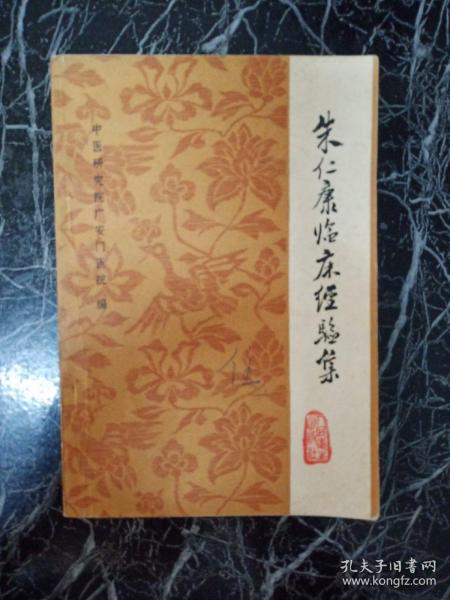 朱仁康临床经验集
中医研究院广安门医院 编
任
孔夫子旧书网
www.kongfz.com